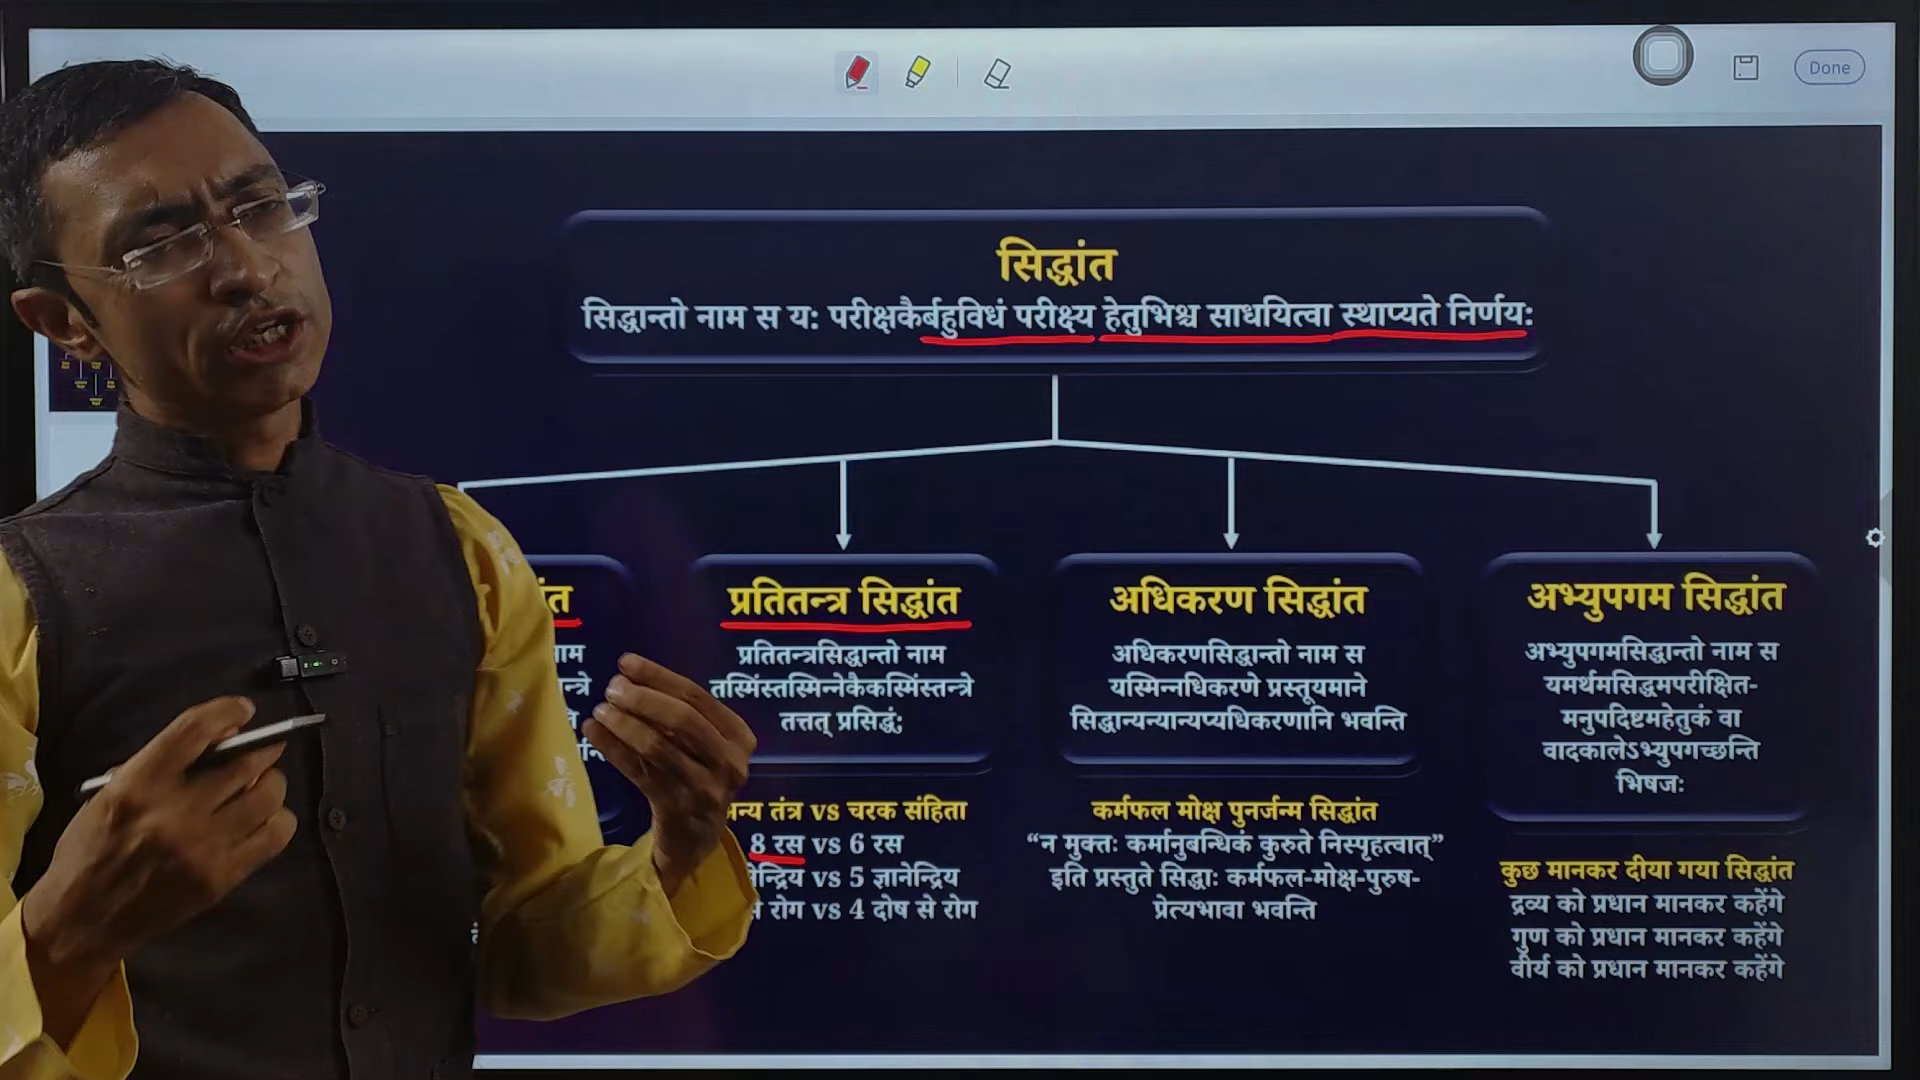 Done
सिद्धांत
सिद्धान्तो नाम स य: परीक्षकैर्बहुविधं परीक्ष्य हेतुभिश्च साधयित्वा स्थाप्यते निर्णय:
प्रतितन्त्र सिद्धांत
प्रतितन्त्रसिद्धान्तो नाम
तस्मिंस्तस्मिन्नेकैकस्मिंस्तन्त्रे
तत्तत् प्रसिद्धं;
तंत्र vs चरक संहिता
8 रस vs 6 रस
vs 5 ज्ञानेन्द्रिय
रोग vs 4 दोष से रोग
अधिकरण सिद्धांत
अधिकरणसिद्धान्तो नाम स
यस्मिन्नधिकरणे प्रस्तूयमाने
सिद्धान्यन्यान्यप्यधिकरणानि भवन्ति
कर्मफल मोक्ष पुनर्जन्म सिद्धांत
“न मुक्तः कर्मानुबन्धिकं कुरुते निस्पृहत्वात्”
इति प्रस्तुते सिद्धाः कर्मफल-मोक्ष-पुरुष-
प्रेत्यभावा भवन्ति
अभ्युपगम सिद्धांत
अभ्युपगमसिद्धान्तो नाम स
यमर्थमसिद्धमपरीक्षित-
मनुपदिष्टमहेतुकं वा
वादकालेऽभ्युपगच्छन्ति
भिषजः
कुछ मानकर दीया गया सिद्धांत
द्रव्य को प्रधान मानकर कहेंगे
गुण को प्रधान मानकर कहेंगे
वीर्य को प्रधान मानकर कहेंगे